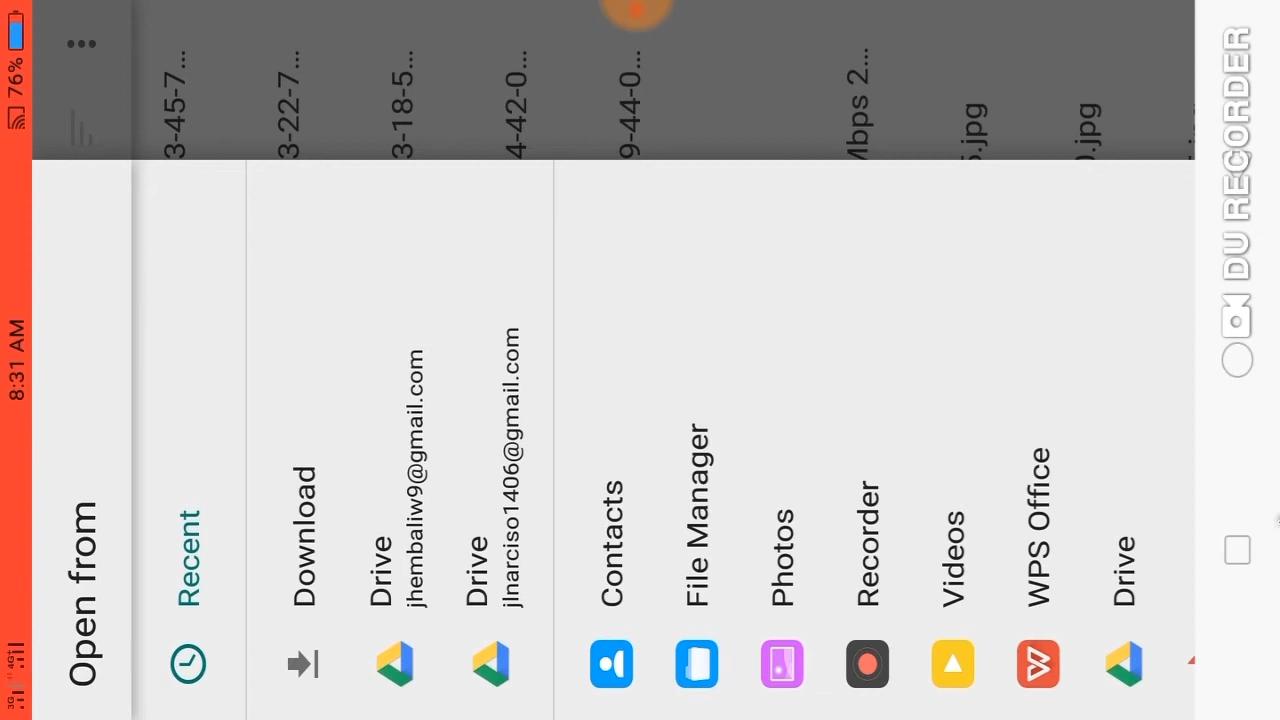 3G 4G+
8:31 AM
76%
Open from
Recent
Download
Drive
jhembaliw9@gmail.com
Drive
jlnarciso1406@gmail.com
Contacts
File Manager
Photos
Recorder
Videos
WPS Office
Drive
3-45-7...
3-22-7...
3-18-5...
4-42-0...
9-44-0...
Mbps 2...
.jpg
.jpg
DU RECORDER